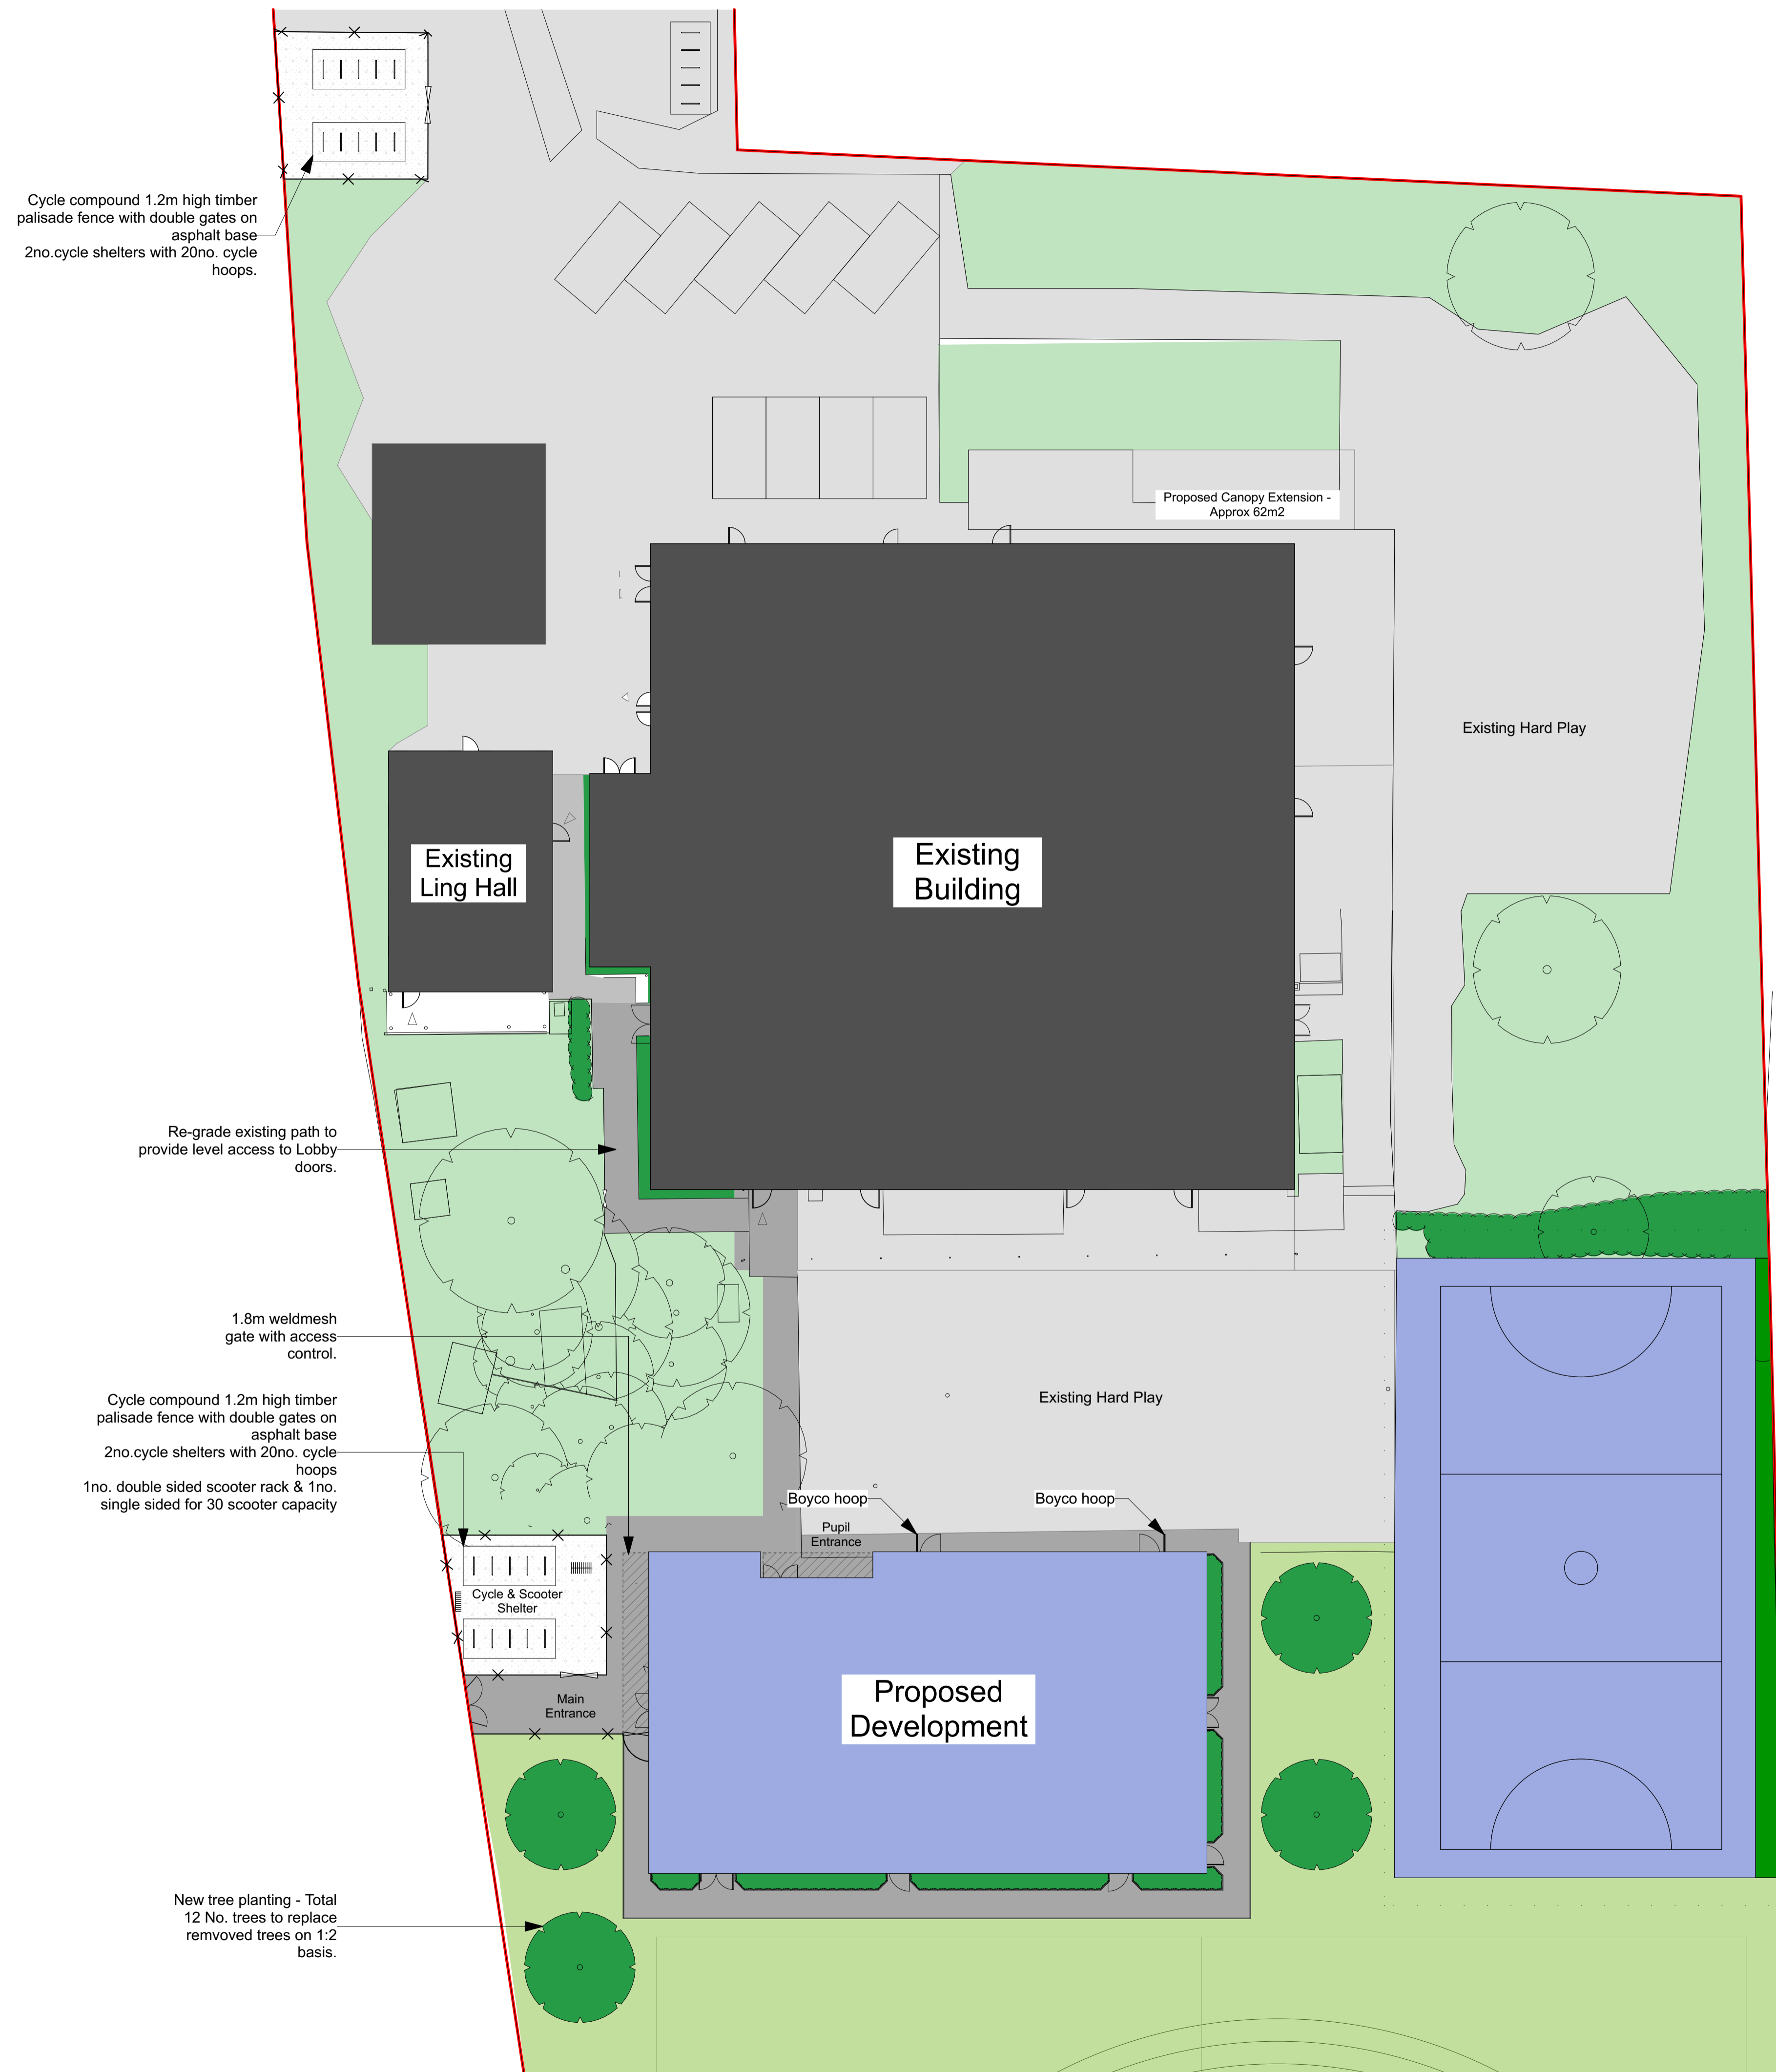 Cycle compound 1.2m high timber
palisade fence with double gates on
asphalt base
2no.cycle shelters with 20no. cycle
hoops.
Proposed Canopy Extension -
Approx 62m2
Existing Hard Play
Existing
Ling Hall
Existing
Building
Re-grade existing path to
provide level access to Lobby
doors.
1.8m weldmesh
gate with access
control.
Cycle compound 1.2m high timber
palisade fence with double gates on
asphalt base
2no.cycle shelters with 20no. cycle
hoops
1no. double sided scooter rack & 1no.
single sided for 30 scooter capacity
Existing Hard Play
Boyco hoop
Boyco hoop
Pupil
Entrance
Cycle & Scooter
Shelter
Main
Entrance
Proposed
Development
New tree planting - Total
12 No. trees to replace
remvoved trees on 1:2
basis.